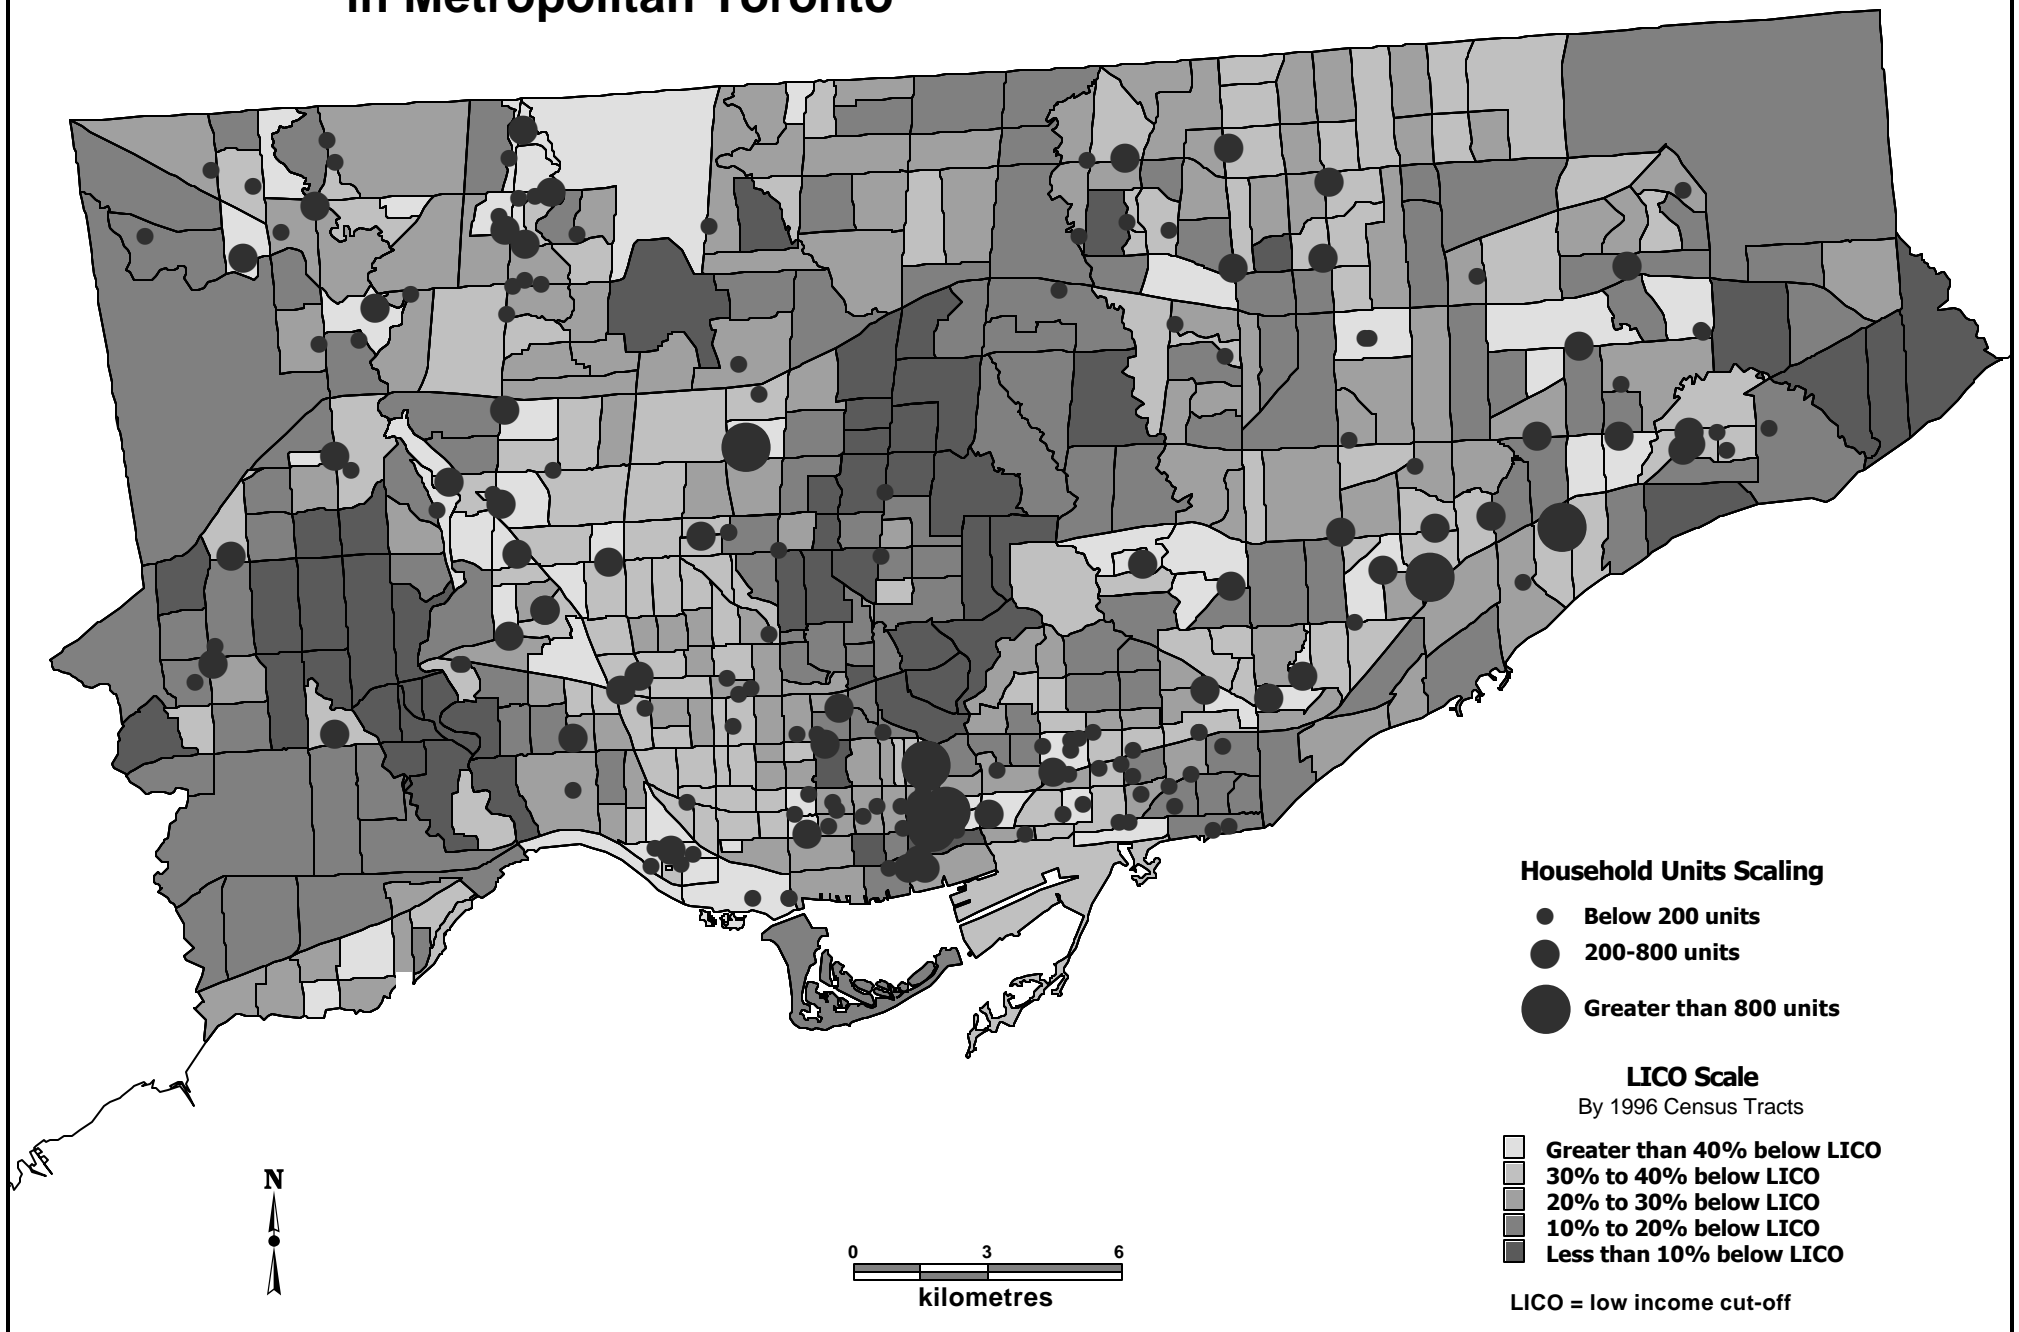 in Metropolitan Toronto
Household Units Scaling
Below 200 units
200-800 units
Greater than 800 units
LICO Scale
By 1996 Census Tracts
Greater than 40% below LICO
30% to 40% below LICO
20% to 30% below LICO
10% to 20% below LICO
Less than 10% below LICO
LICO = low income cut-off
N
0 3 6
kilometres